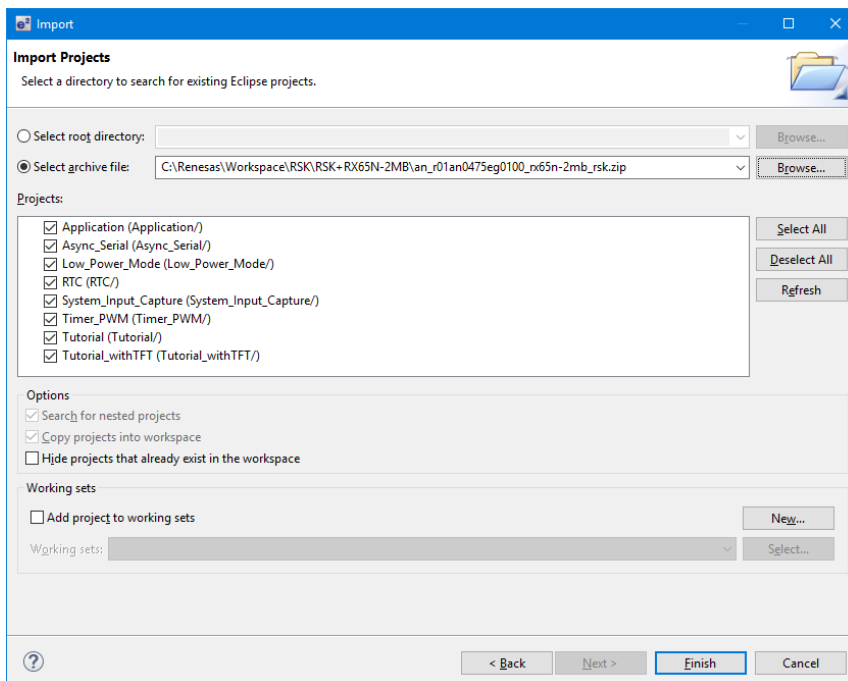 e² Import
Import Projects
Select a directory to search for existing Eclipse projects.
Select root directory: Browse...
Select archive file: C:\Renesas\Workspace\RSK\RSK+RX65N-2MB\an_r01an0475eg0100_rx65n-2mb_rsk.zip Browse...
Projects:
Application (Application/)
Async_Serial (Async_Serial/)
Low_Power_Mode (Low_Power_Mode/)
RTC (RTC/)
System_Input_Capture (System_Input_Capture/)
Timer_PWM (Timer_PWM/)
Tutorial (Tutorial/)
Tutorial_withTFT (Tutorial_withTFT/)
Select All
Deselect All
Refresh
Options
Search for nested projects
Copy projects into workspace
Hide projects that already exist in the workspace
Working sets
Add project to working sets New...
Working sets: Select...
? < Back Next > Finish Cancel